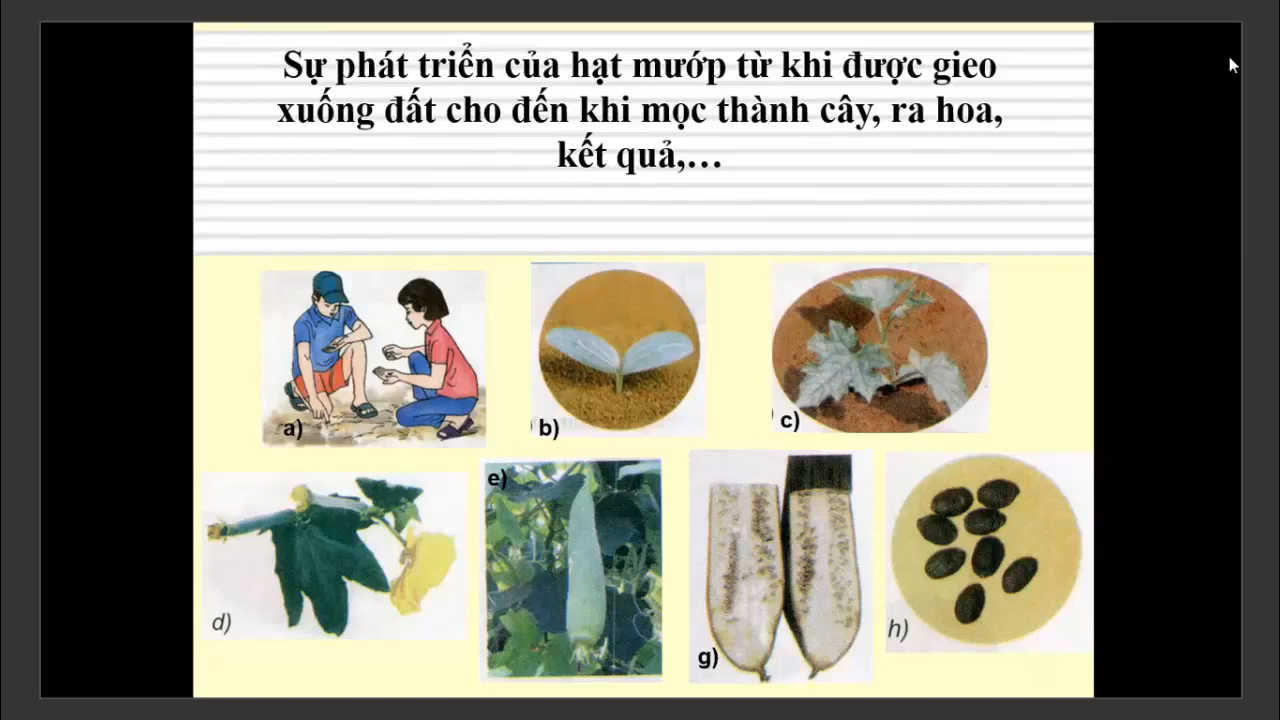 Sự phát triển của hạt mướp từ khi được gieo
xuống đất cho đến khi mọc thành cây, ra hoa,
kết quả,...
a)
b)
c)
d)
e)
g)
h)